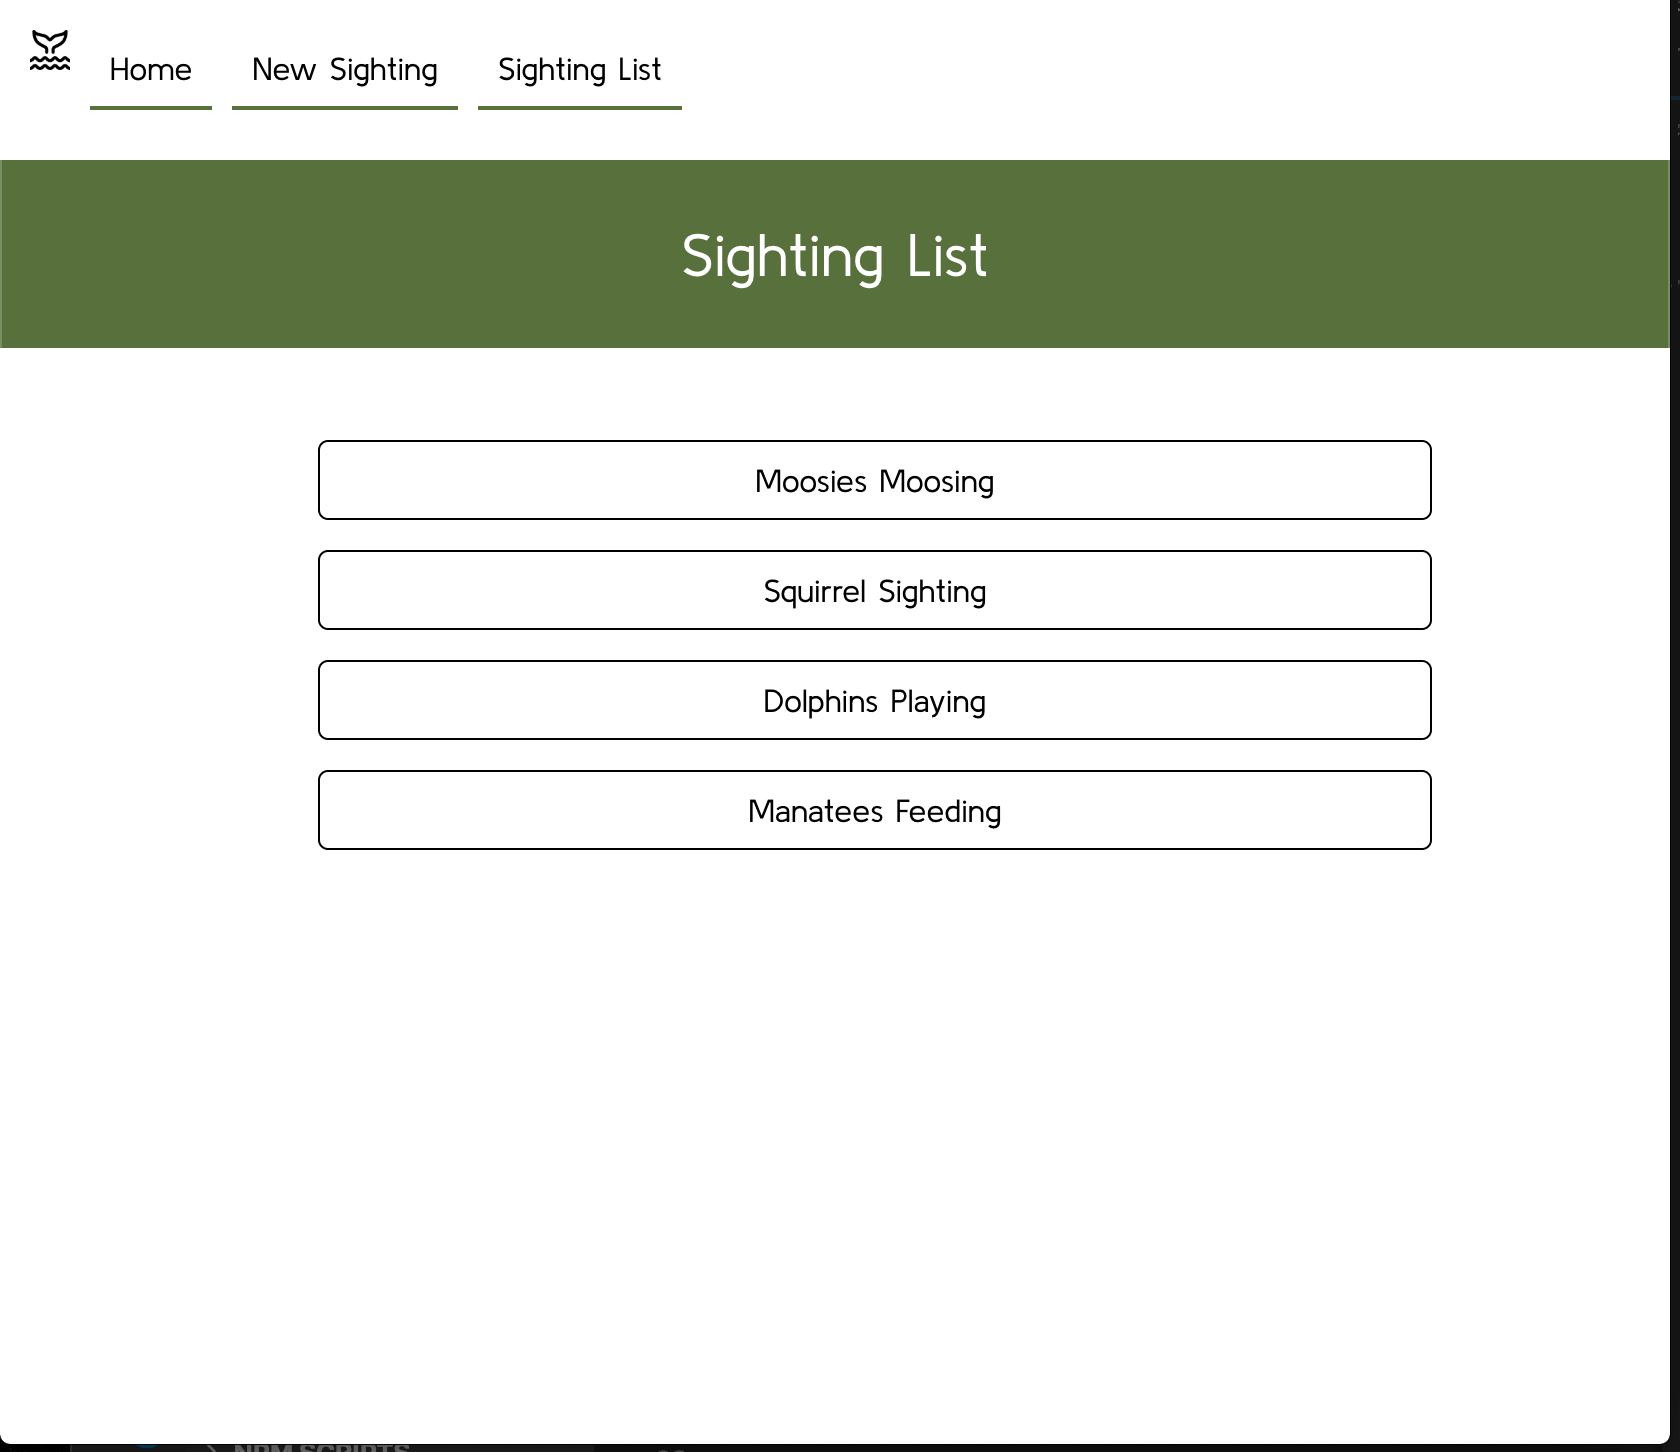 Home New Sighting Sighting List
Sighting List
Moosies Moosing
Squirrel Sighting
Dolphins Playing
Manatees Feeding
NPM SCRIPTS